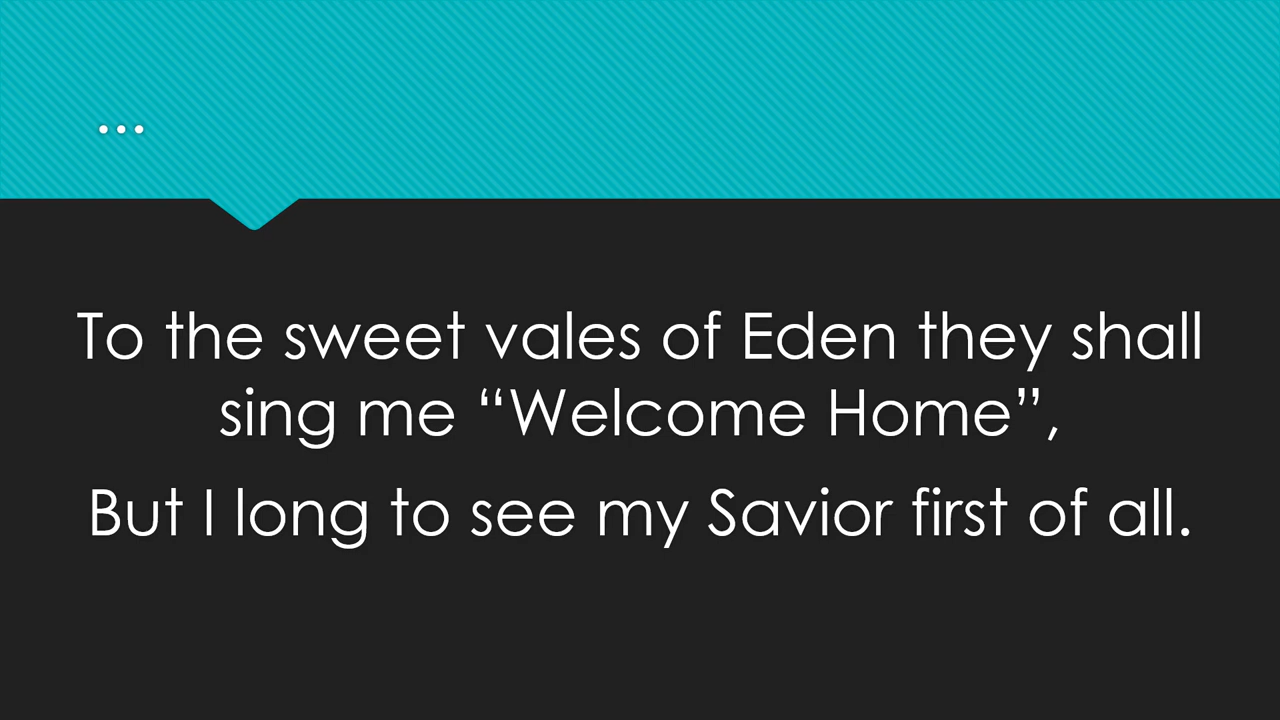 ...
To the sweet vales of Eden they shall
sing me “Welcome Home”,
But I long to see my Savior first of all.